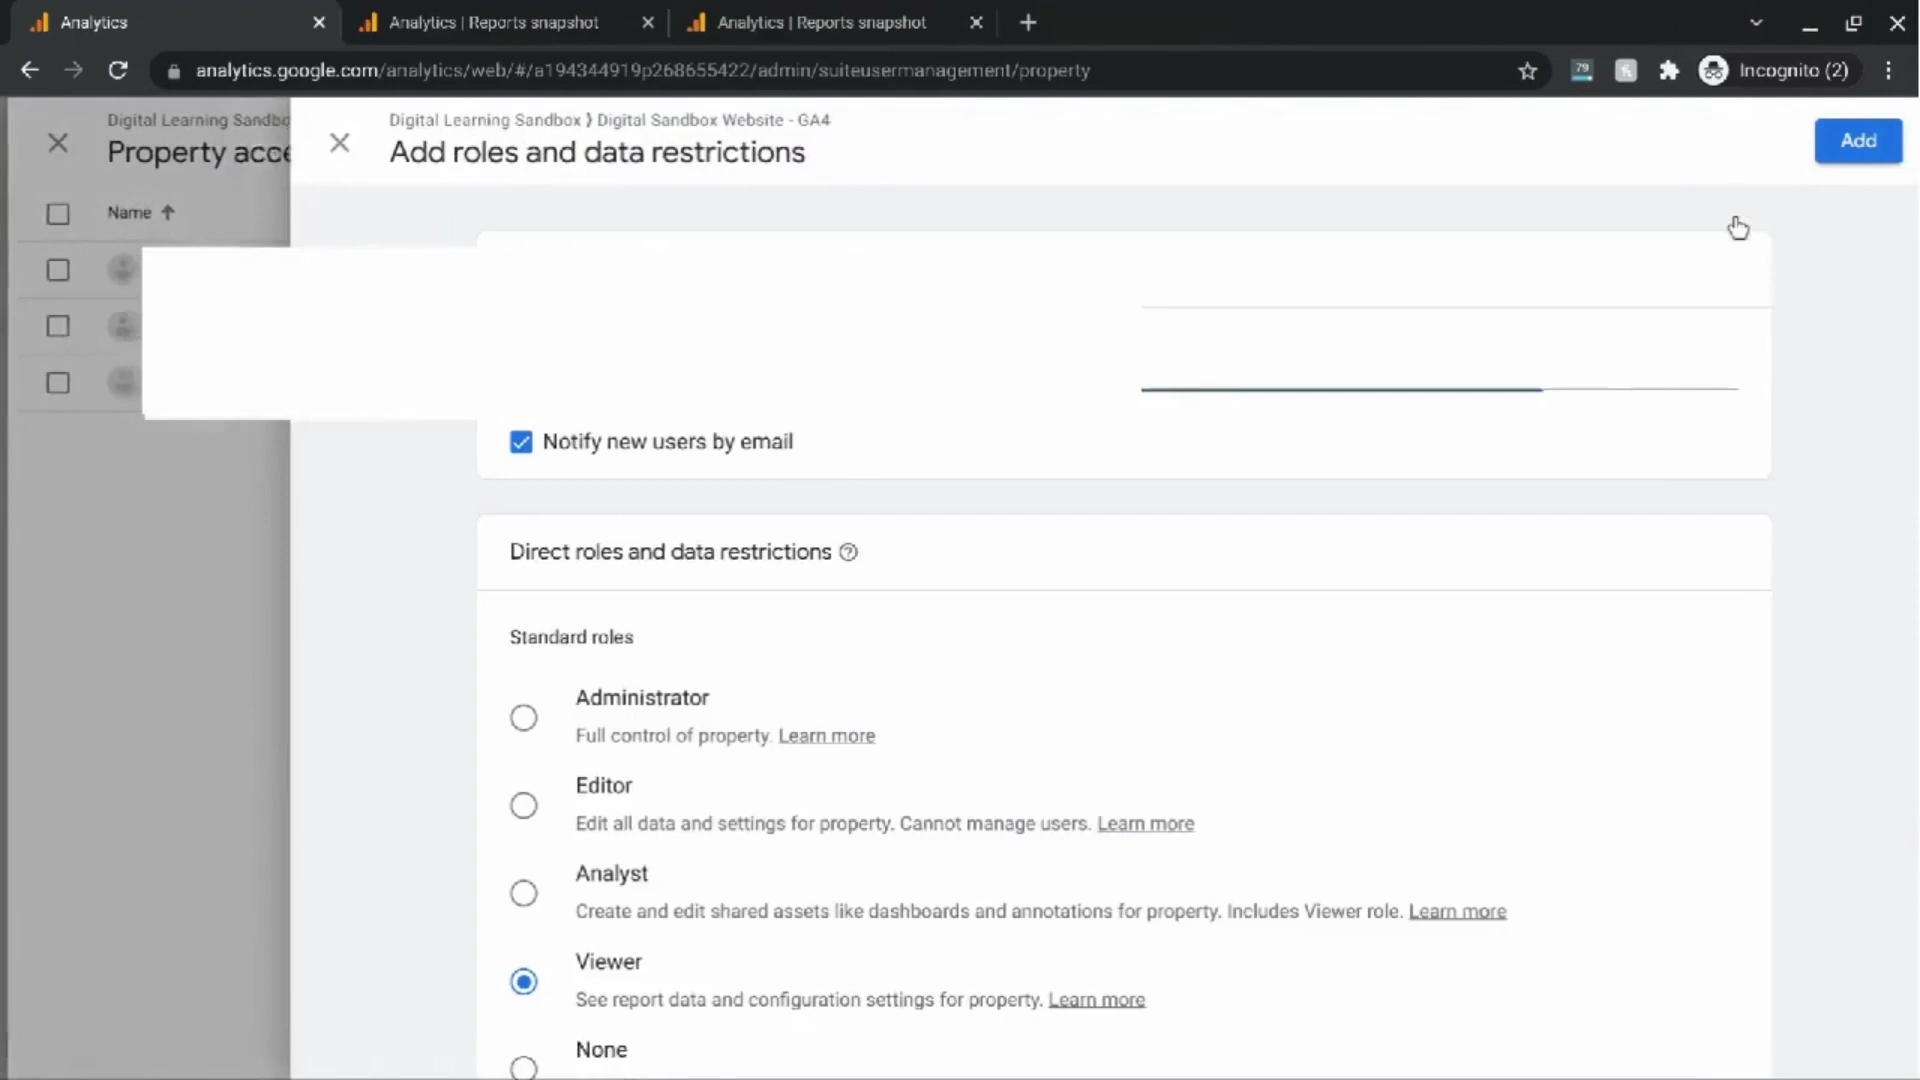 Analytics
Analytics | Reports snapshot
Analytics | Reports snapshot
analytics.google.com/analytics/web/#/a194344919p268655422/admin/suiteusermanagement/property
79
Incognito (2)
Digital Learning Sandbo
Property acce
Name
Digital Learning Sandbox > Digital Sandbox Website - GA4
Add roles and data restrictions
Add
Notify new users by email
Direct roles and data restrictions
Standard roles
Administrator
Full control of property. Learn more
Editor
Edit all data and settings for property. Cannot manage users. Learn more
Analyst
Create and edit shared assets like dashboards and annotations for property. Includes Viewer role. Learn more
Viewer
See report data and configuration settings for property. Learn more
None